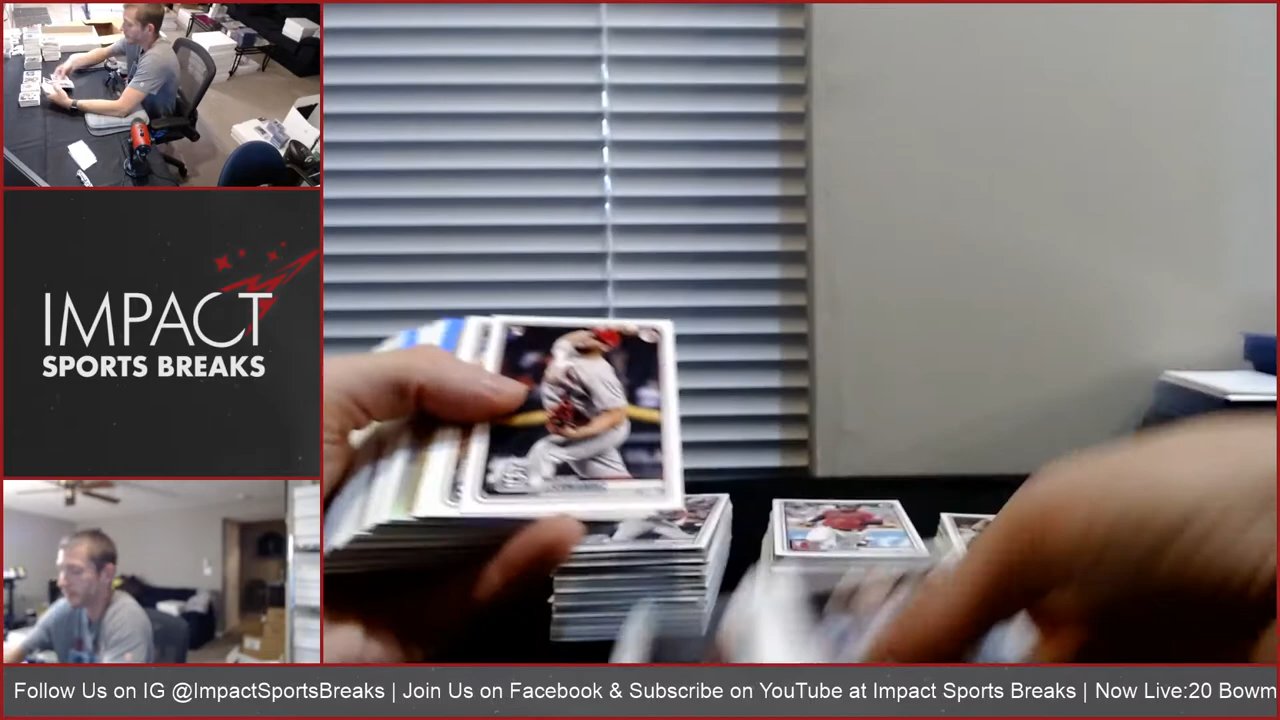 IMPACT
SPORTS BREAKS
Follow Us on IG @ImpactSportsBreaks | Join Us on Facebook & Subscribe on YouTube at Impact Sports Breaks | Now Live:20 Bowm